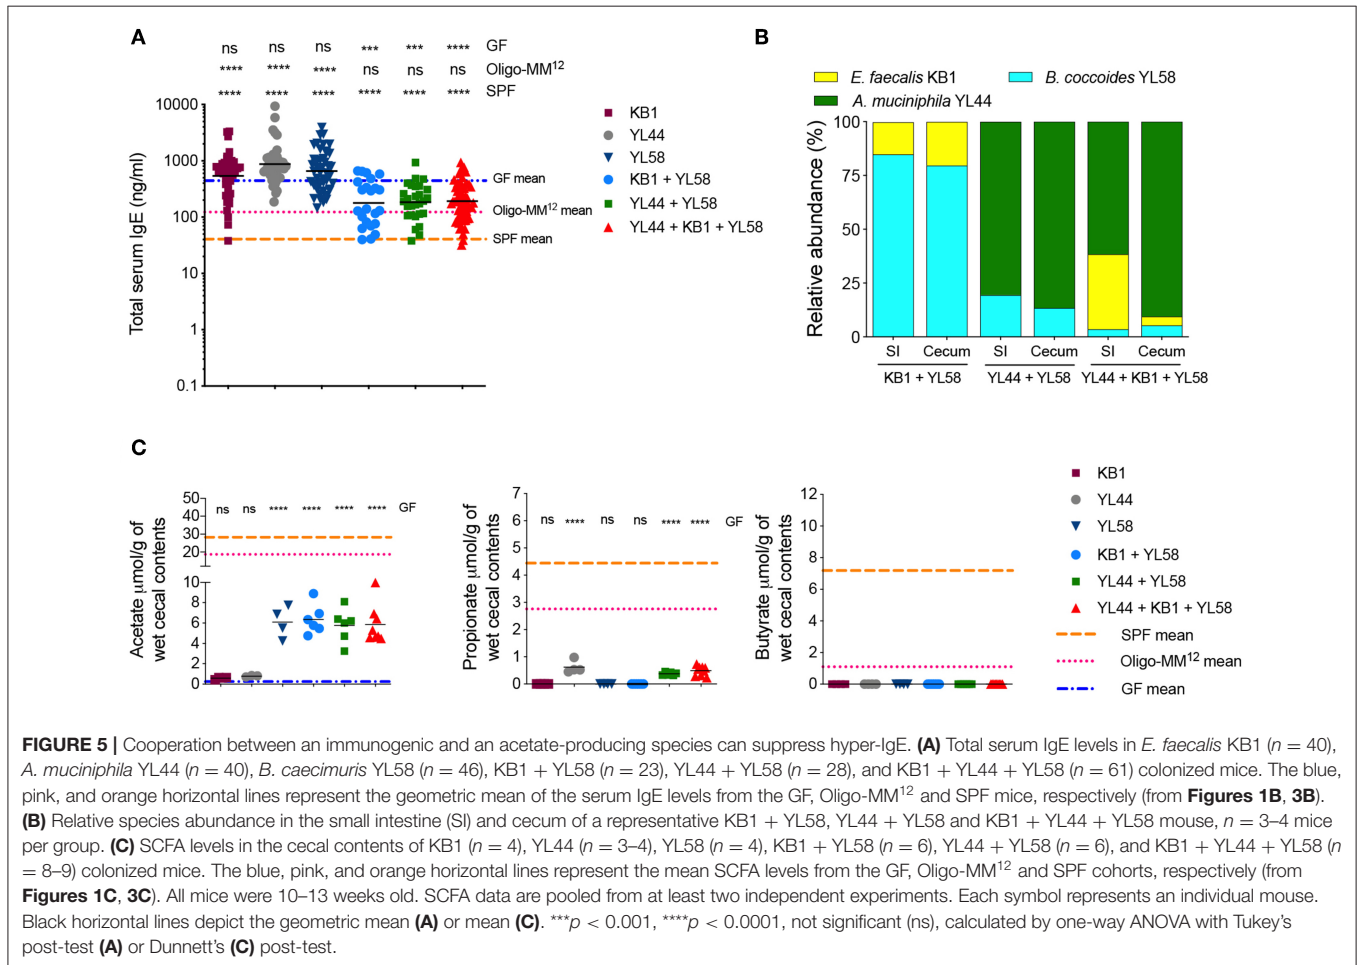 A
ns ns ns *** *** **** GF
**** **** **** ns ns ns Oligo-MM12
**** **** **** **** **** **** SPF
Total serum IgE (ng/ml)
10000
1000
100
10
1
0.1
GF mean
Oligo-MM12 mean
SPF mean
KB1
YL44
YL58
KB1 + YL58
YL44 + YL58
YL44 + KB1 + YL58
B
E. faecalis KB1
B. coccoides YL58
A. muciniphila YL44
Relative abundance (%)
100
75
50
25
0
SI Cecum SI Cecum SI Cecum
KB1 + YL58 YL44 + YL58 YL44 + KB1 + YL58
C
Acetate μmol/g of
wet cecal contents
50
40
30
20
10
8
6
4
2
0
ns ns **** **** **** **** GF
Propionate μmol/g of
wet cecal contents
7
6
5
4
3
2
1
0
ns **** ns ns **** **** GF
Butyrate μmol/g of
wet cecal contents
12
10
8
6
4
2
0
KB1
YL44
YL58
KB1 + YL58
YL44 + YL58
YL44 + KB1 + YL58
SPF mean
Oligo-MM12 mean
GF mean
FIGURE 5 | Cooperation between an immunogenic and an acetate-producing species can suppress hyper-IgE. (A) Total serum IgE levels in E. faecalis KB1 (n = 40),
A. muciniphila YL44 (n = 40), B. caecimuris YL58 (n = 46), KB1 + YL58 (n = 23), YL44 + YL58 (n = 28), and KB1 + YL44 + YL58 (n = 61) colonized mice. The blue,
pink, and orange horizontal lines represent the geometric mean of the serum IgE levels from the GF, Oligo-MM12 and SPF mice, respectively (from Figures 1B, 3B).
(B) Relative species abundance in the small intestine (SI) and cecum of a representative KB1 + YL58, YL44 + YL58 and KB1 + YL44 + YL58 mouse, n = 3–4 mice
per group. (C) SCFA levels in the cecal contents of KB1 (n = 4), YL44 (n = 3–4), YL58 (n = 4), KB1 + YL58 (n = 6), YL44 + YL58 (n = 6), and KB1 + YL44 + YL58 (n
= 8–9) colonized mice. The blue, pink, and orange horizontal lines represent the mean SCFA levels from the GF, Oligo-MM12 and SPF cohorts, respectively (from
Figures 1C, 3C). All mice were 10–13 weeks old. SCFA data are pooled from at least two independent experiments. Each symbol represents an individual mouse.
Black horizontal lines depict the geometric mean (A) or mean (C). ***p < 0.001, ****p < 0.0001, not significant (ns), calculated by one-way ANOVA with Tukey's
post-test (A) or Dunnett's (C) post-test.